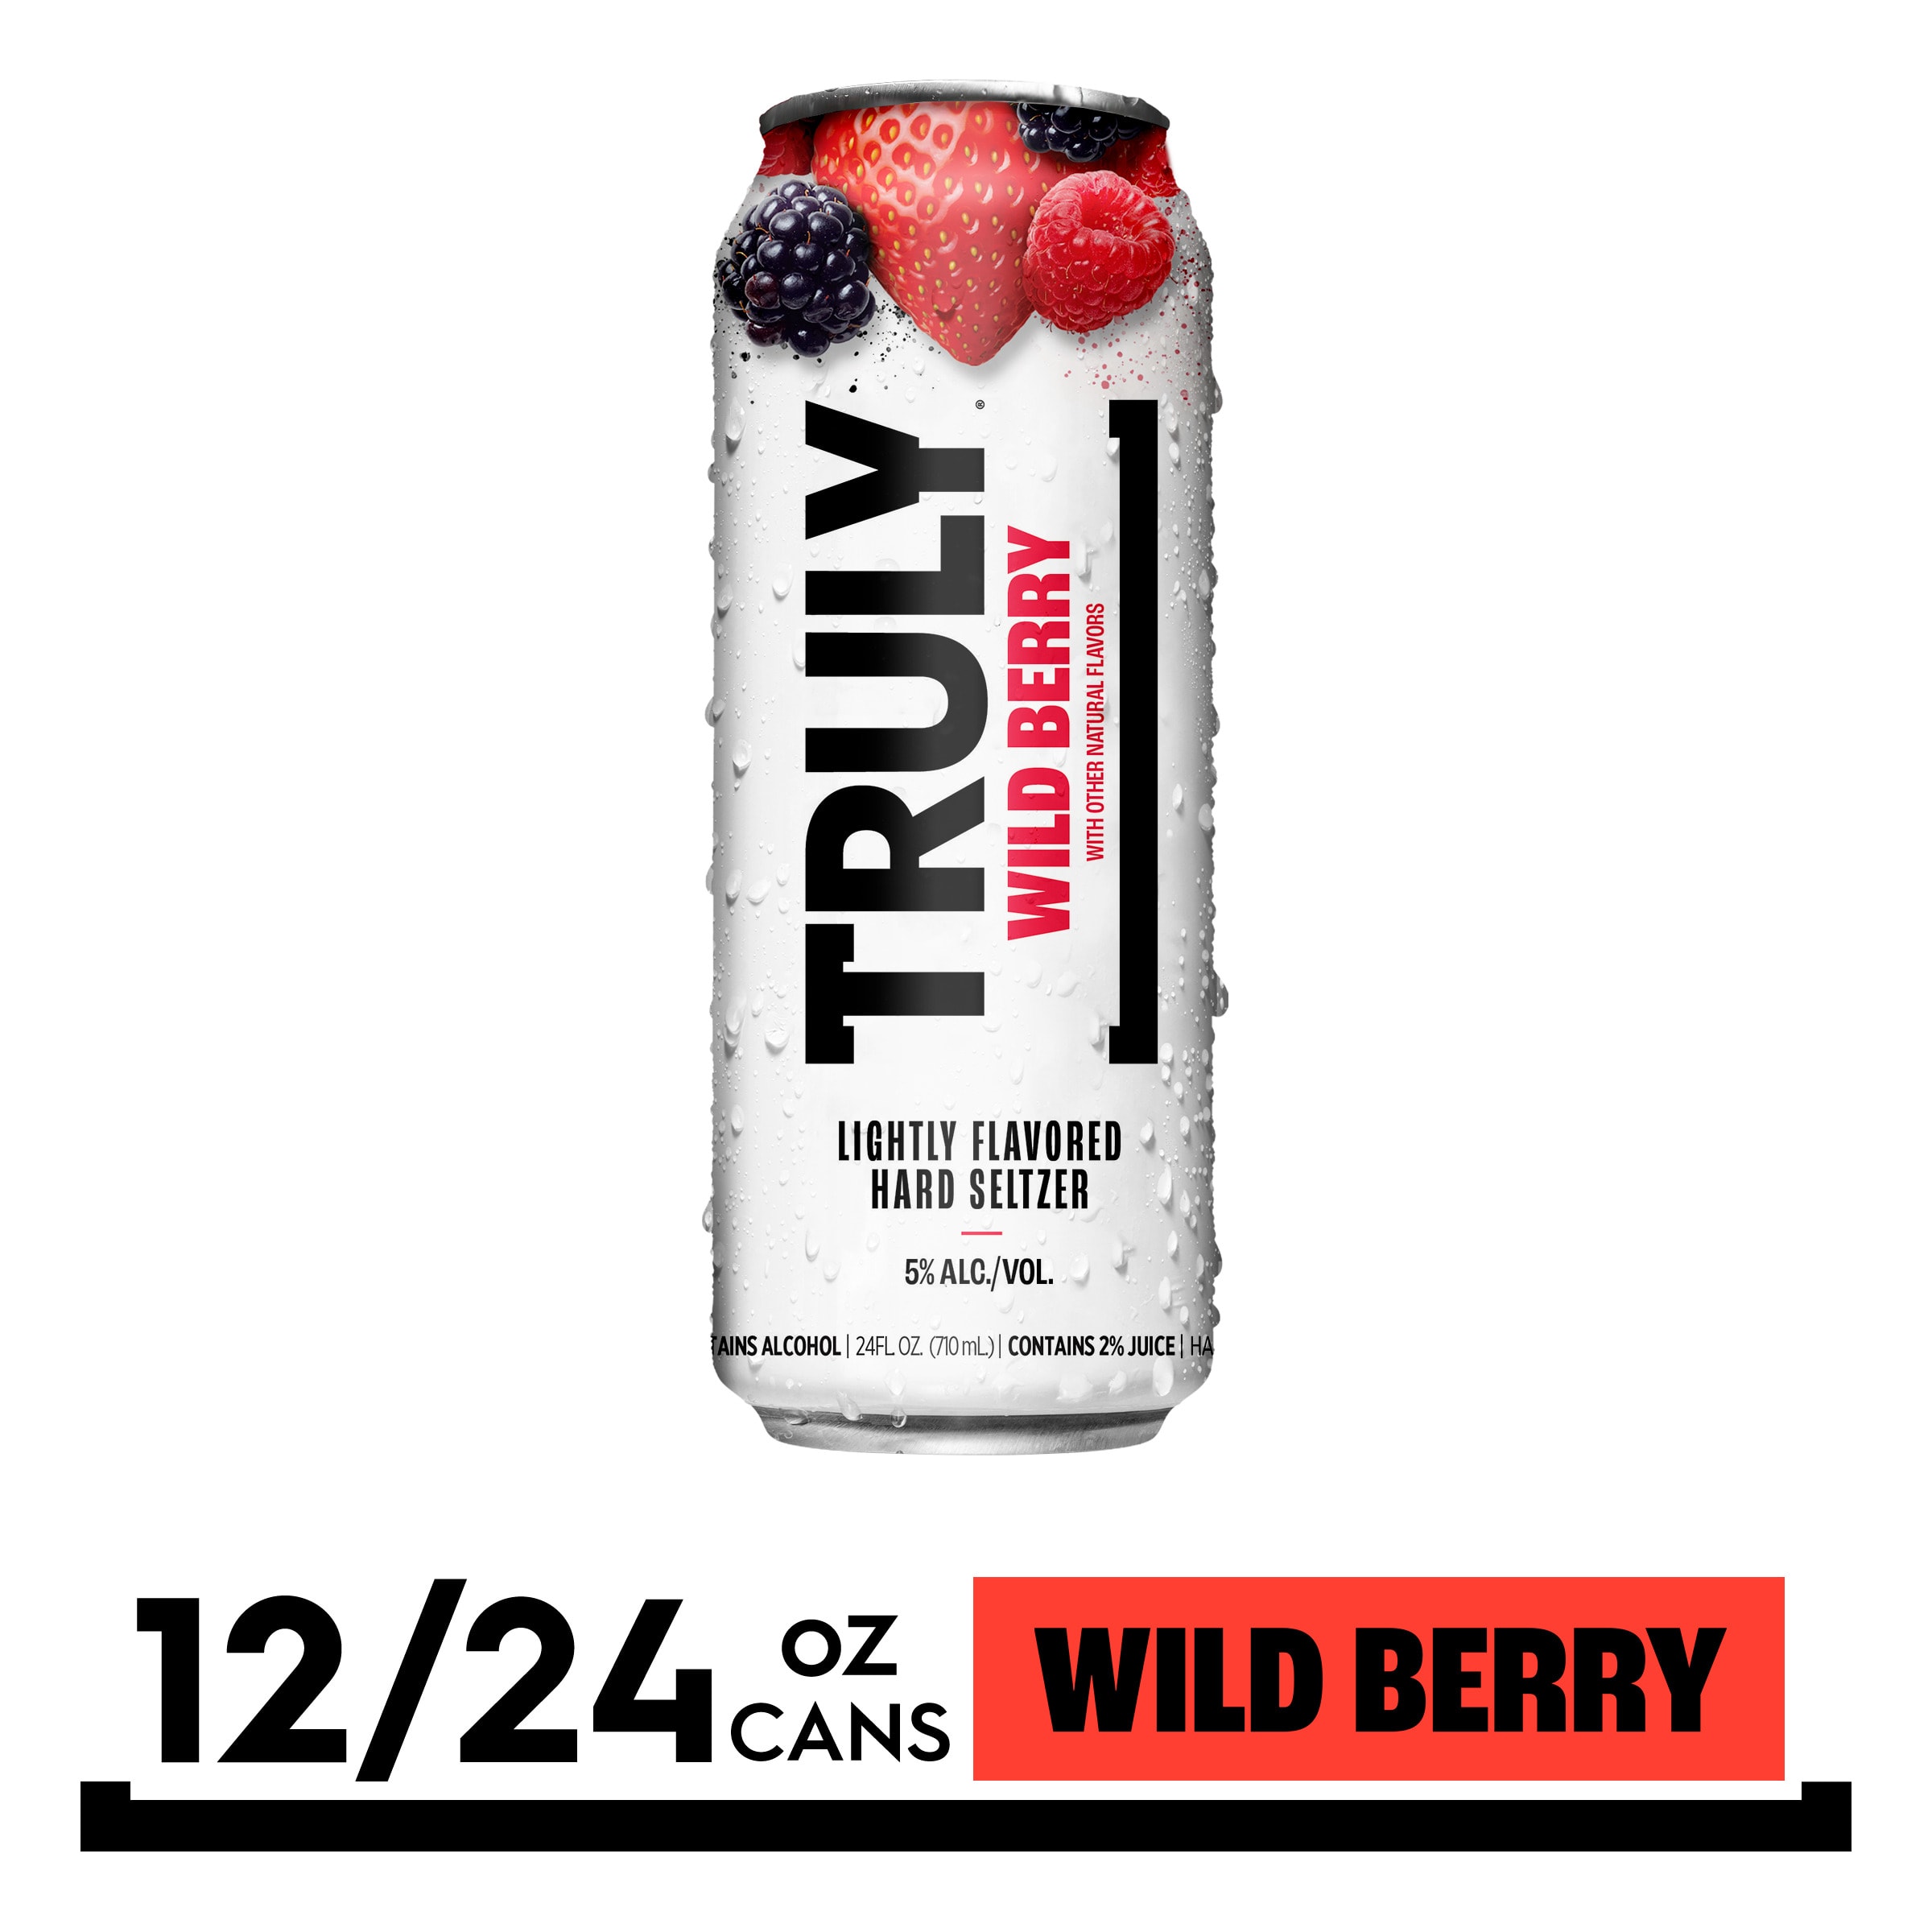 TRULY®
WILD BERRY
WITH OTHER NATURAL FLAVORS
LIGHTLY FLAVORED
HARD SELTZER
5% ALC./VOL.
TAINS ALCOHOL | 24FL. OZ. (710 mL.) | CONTAINS 2% JUICE | HA
12/24 OZ CANS WILD BERRY